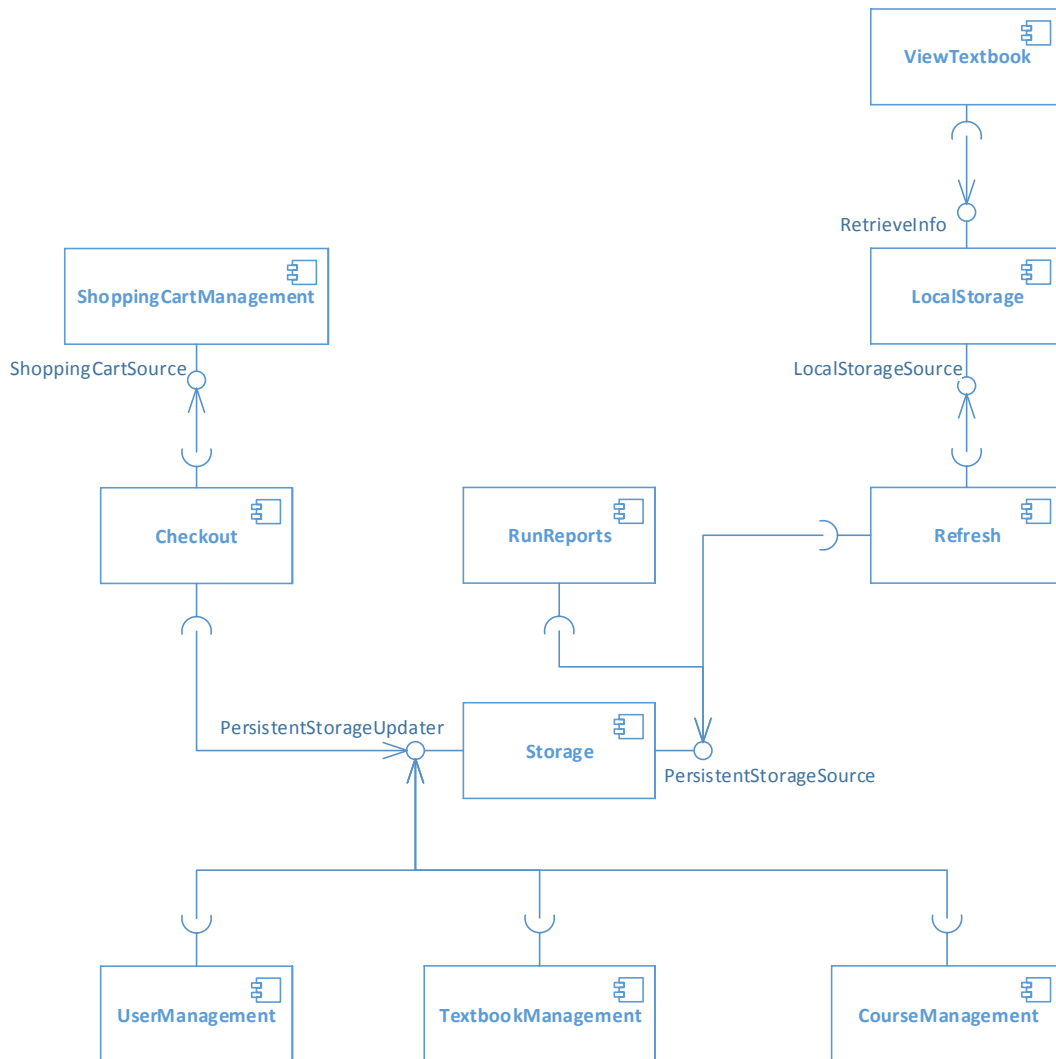 ViewTextbook
RetrieveInfo
ShoppingCartManagement
LocalStorage
ShoppingCartSource
LocalStorageSource
Checkout
RunReports
Refresh
PersistentStorageUpdater
Storage
PersistentStorageSource
UserManagement
TextbookManagement
CourseManagement